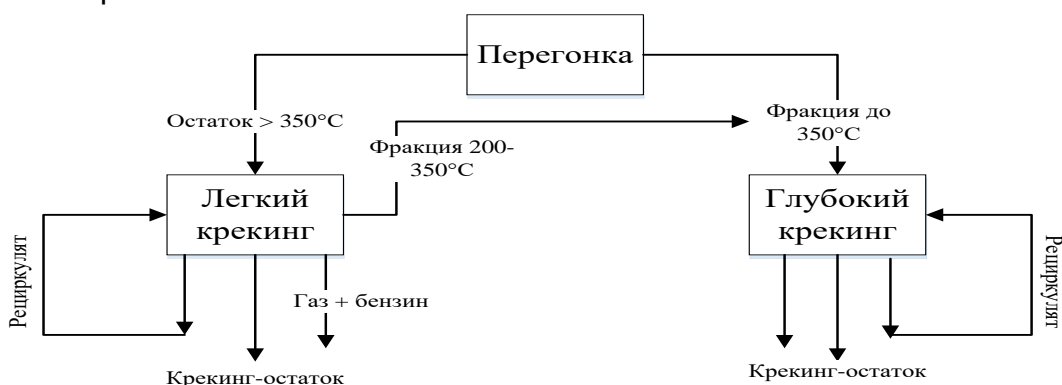 Перегонка
Остаток > 350°C
Фракция 200-
350°C
Фракция до
350°C
Легкий
крекинг
Глубокий
крекинг
Рециркулят
Рециркулят
Газ + бензин
Крекинг-остаток
Крекинг-остаток